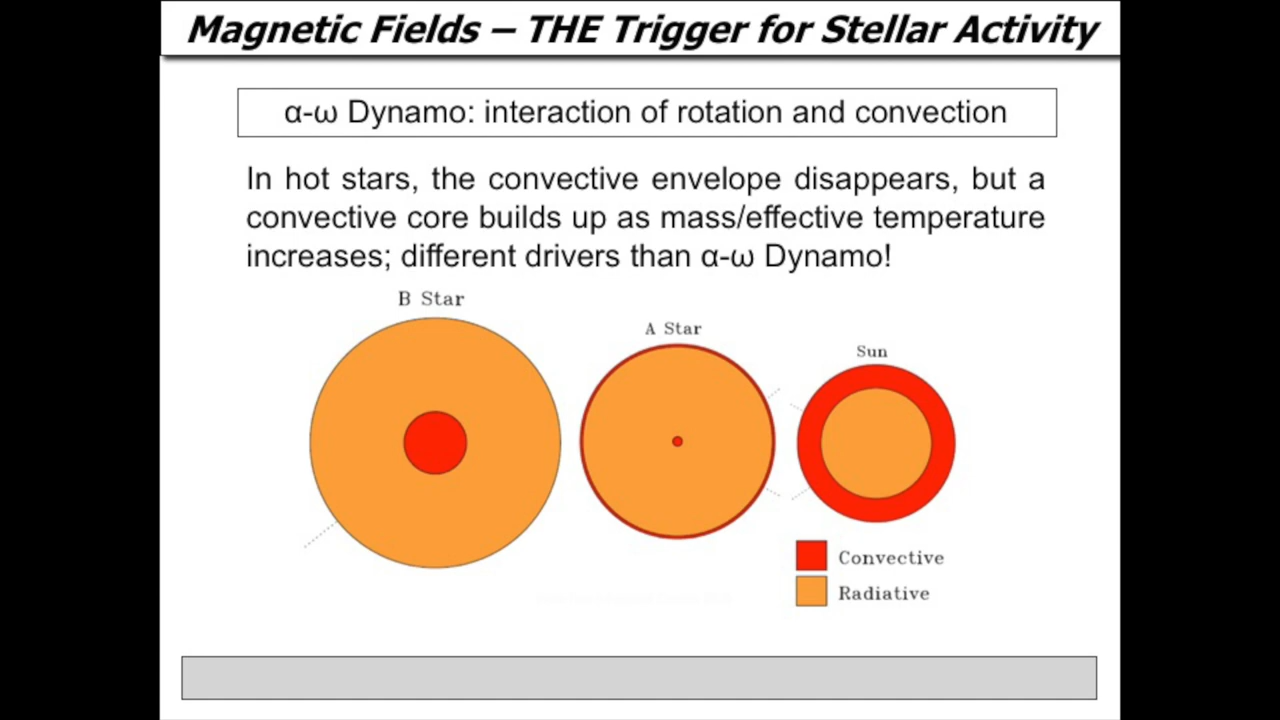 Magnetic Fields – THE Trigger for Stellar Activity
α-ω Dynamo: interaction of rotation and convection
In hot stars, the convective envelope disappears, but a
convective core builds up as mass/effective temperature
increases; different drivers than α-ω Dynamo!
B Star
A Star
Sun
Convective
Radiative